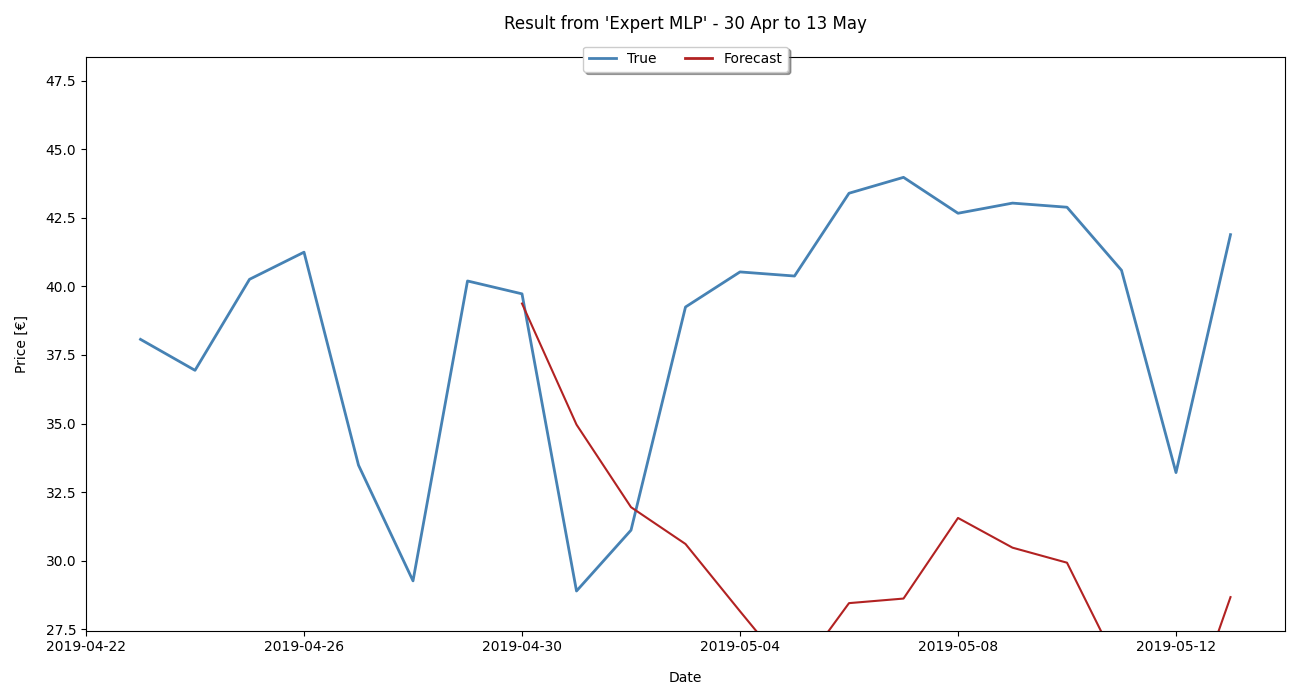 Result from 'Expert MLP' - 30 Apr to 13 May
True Forecast
47.5
45.0
42.5
40.0
37.5
35.0
32.5
30.0
27.5
Price [€]
2019-04-22 2019-04-26 2019-04-30 2019-05-04 2019-05-08 2019-05-12
Date